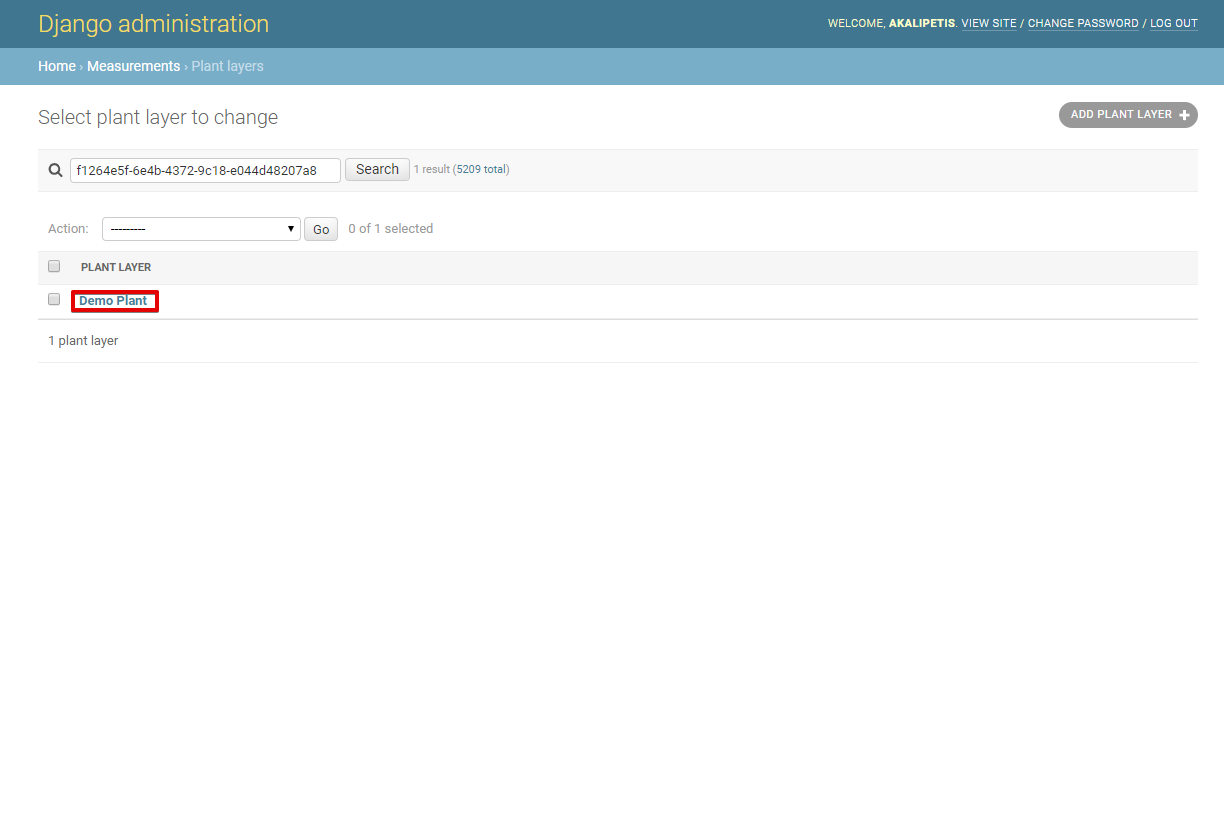 Django administration
WELCOME, AKALIPETIS. VIEW SITE / CHANGE PASSWORD / LOG OUT
Home › Measurements › Plant layers
Select plant layer to change
ADD PLANT LAYER
f1264e5f-6e4b-4372-9c18-e044d48207a8 Search 1 result (5209 total)
Action: --------- Go 0 of 1 selected
PLANT LAYER
Demo Plant
1 plant layer